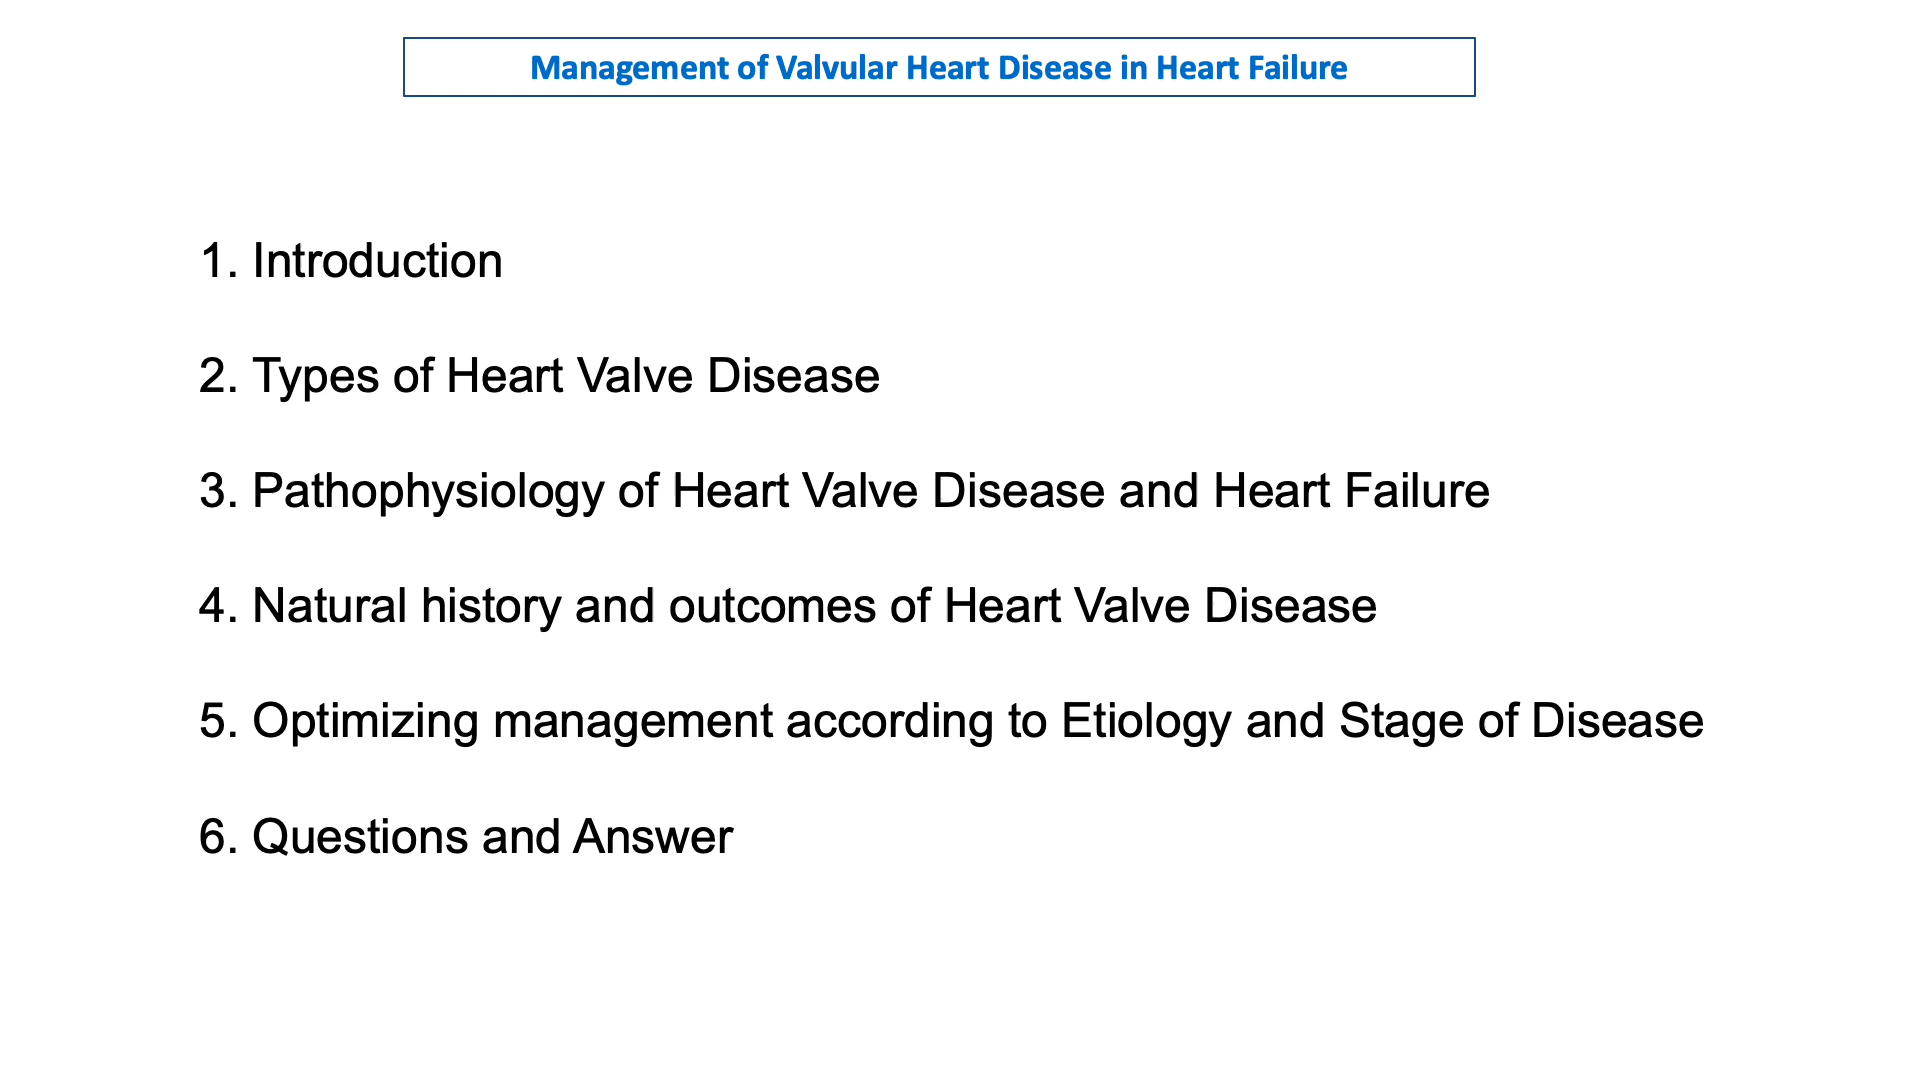 Management of Valvular Heart Disease in Heart Failure
1. Introduction
2. Types of Heart Valve Disease
3. Pathophysiology of Heart Valve Disease and Heart Failure
4. Natural history and outcomes of Heart Valve Disease
5. Optimizing management according to Etiology and Stage of Disease
6. Questions and Answer